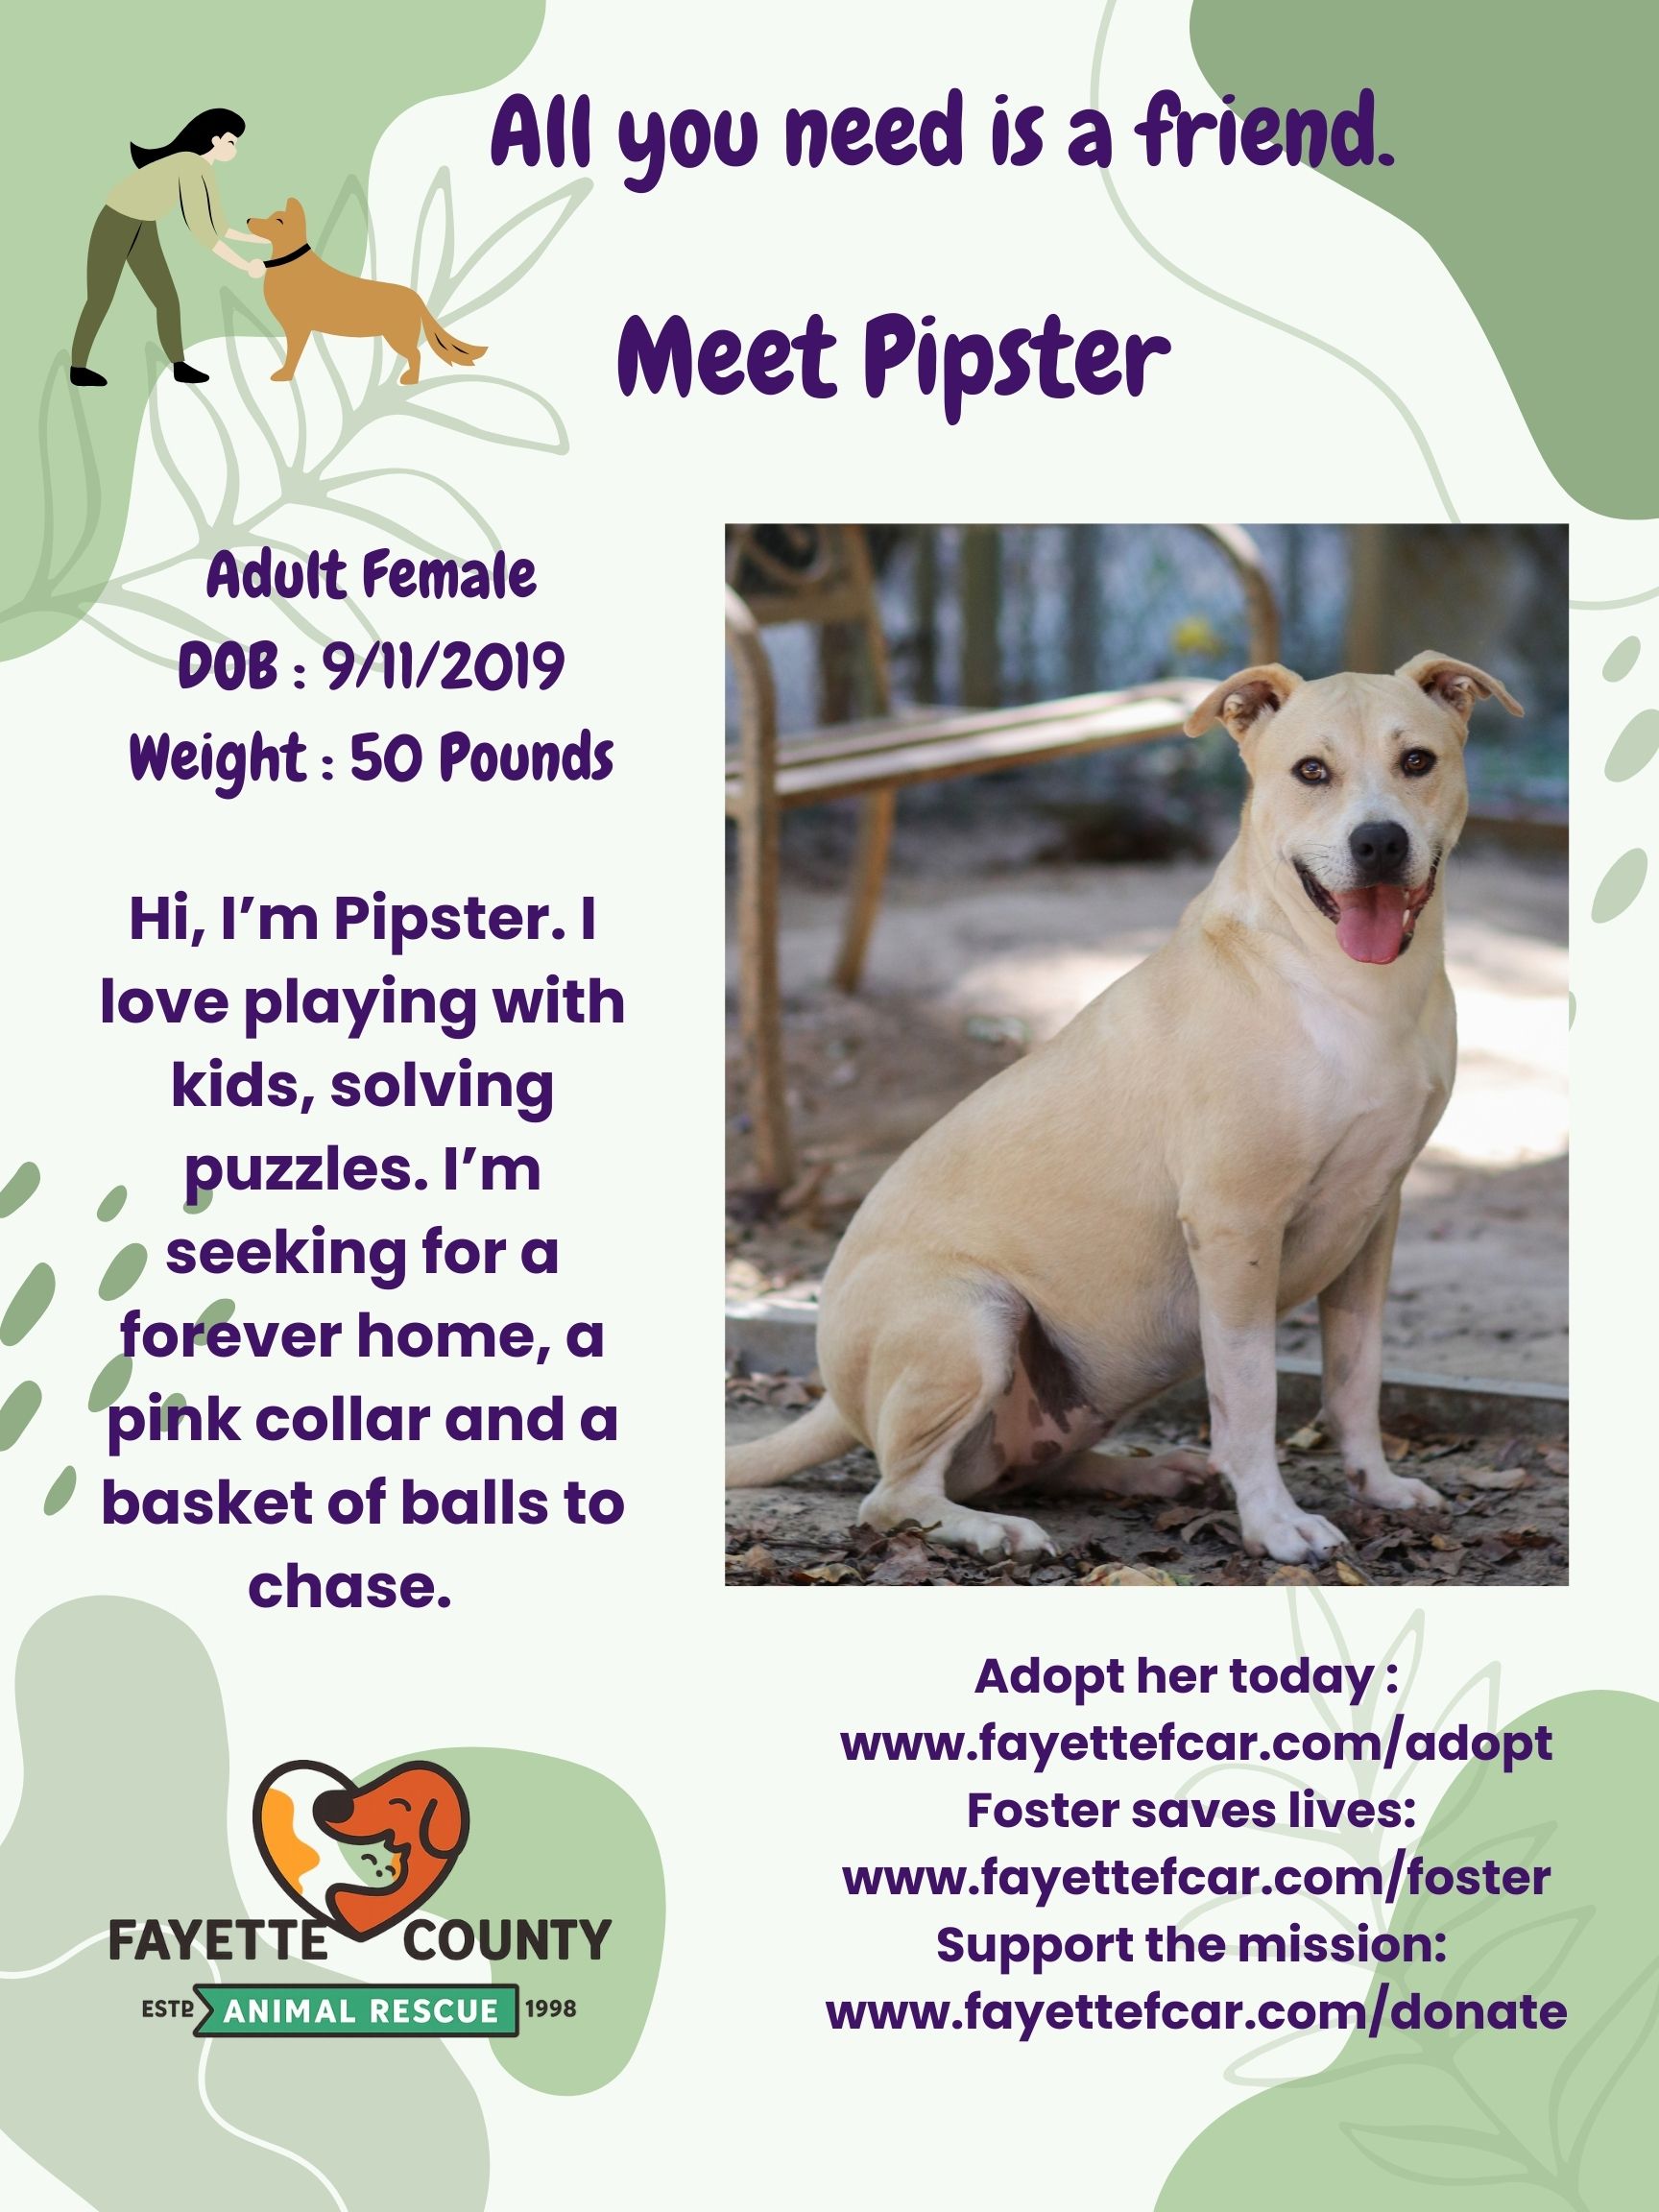 All you need is a friend.
Meet Pipster
Adult Female
DOB : 9/11/2019
Weight : 50 Pounds
Hi, I’m Pipster. I
love playing with
kids, solving
puzzles. I’m
seeking for a
forever home, a
pink collar and a
basket of balls to
chase.
Adopt her today :
www.fayettefcar.com/adopt
Foster saves lives:
www.fayettefcar.com/foster
Support the mission:
www.fayettefcar.com/donate
FAYETTE COUNTY
ESTD ANIMAL RESCUE 1998